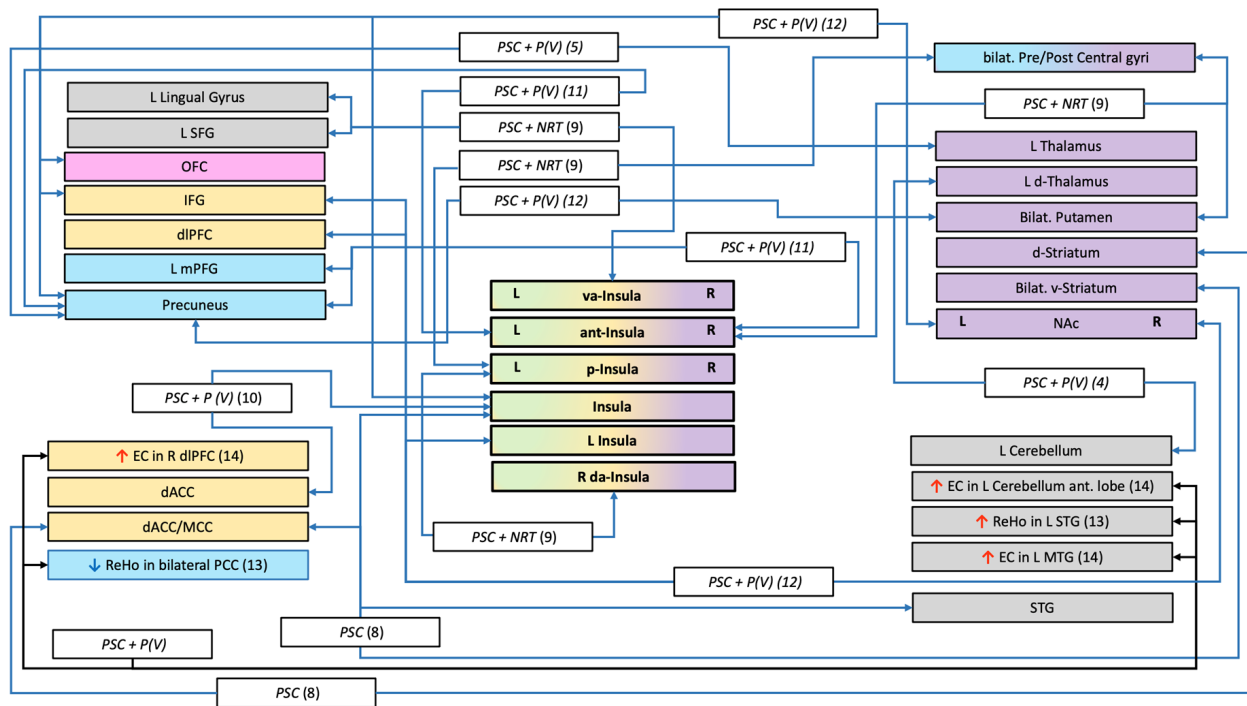 PSC + P(V) (12)
PSC + P(V) (5)
bilat. Pre/Post Central gyri
L Lingual Gyrus
PSC + P(V) (11)
PSC + NRT (9)
L SFG
PSC + NRT (9)
L Thalamus
OFC
PSC + NRT (9)
L d-Thalamus
IFG
PSC + P(V) (12)
Bilat. Putamen
dlPFC
PSC + P(V) (11)
d-Striatum
L mPFG
Bilat. v-Striatum
L va-Insula R
Precuneus
L NAc R
L ant-Insula R
L p-Insula R
PSC + P(V) (4)
PSC + P (V) (10)
Insula
L Insula
L Cerebellum
↑ EC in R dlPFC (14)
R da-Insula
↑ EC in L Cerebellum ant. lobe (14)
dACC
dACC/MCC
↑ ReHo in L STG (13)
PSC + NRT (9)
↑ EC in L MTG (14)
↓ ReHo in bilateral PCC (13)
PSC + P(V) (12)
STG
PSC (8)
PSC + P(V)
PSC (8)